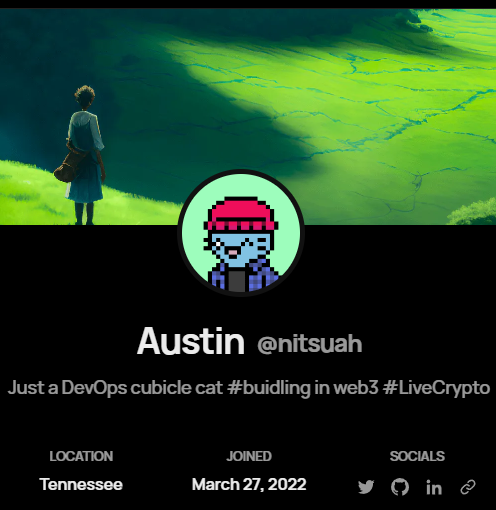 Austin @nitsuah
Just a DevOps cubicle cat #buidling in web3 #LiveCrypto
LOCATION JOINED SOCIALS
Tennessee March 27, 2022